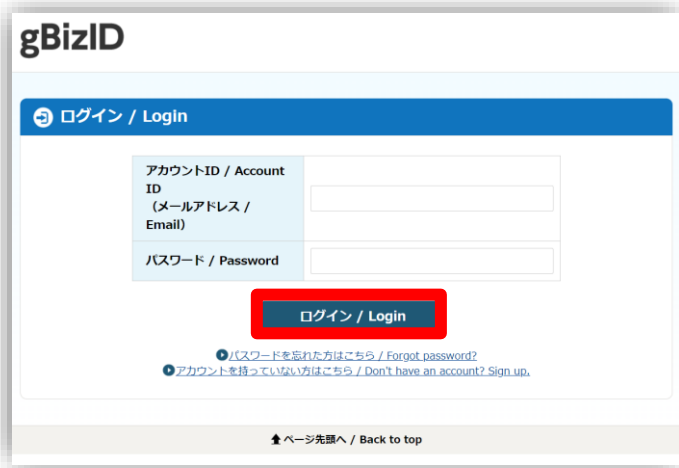 gBizID
ログイン / Login
アカウントID / Account
ID
（メールアドレス /
Email）
パスワード / Password
ログイン / Login
パスワードを忘れた方はこちら / Forgot password?
アカウントを持っていない方はこちら / Don't have an account? Sign up.
ページ先頭へ / Back to top